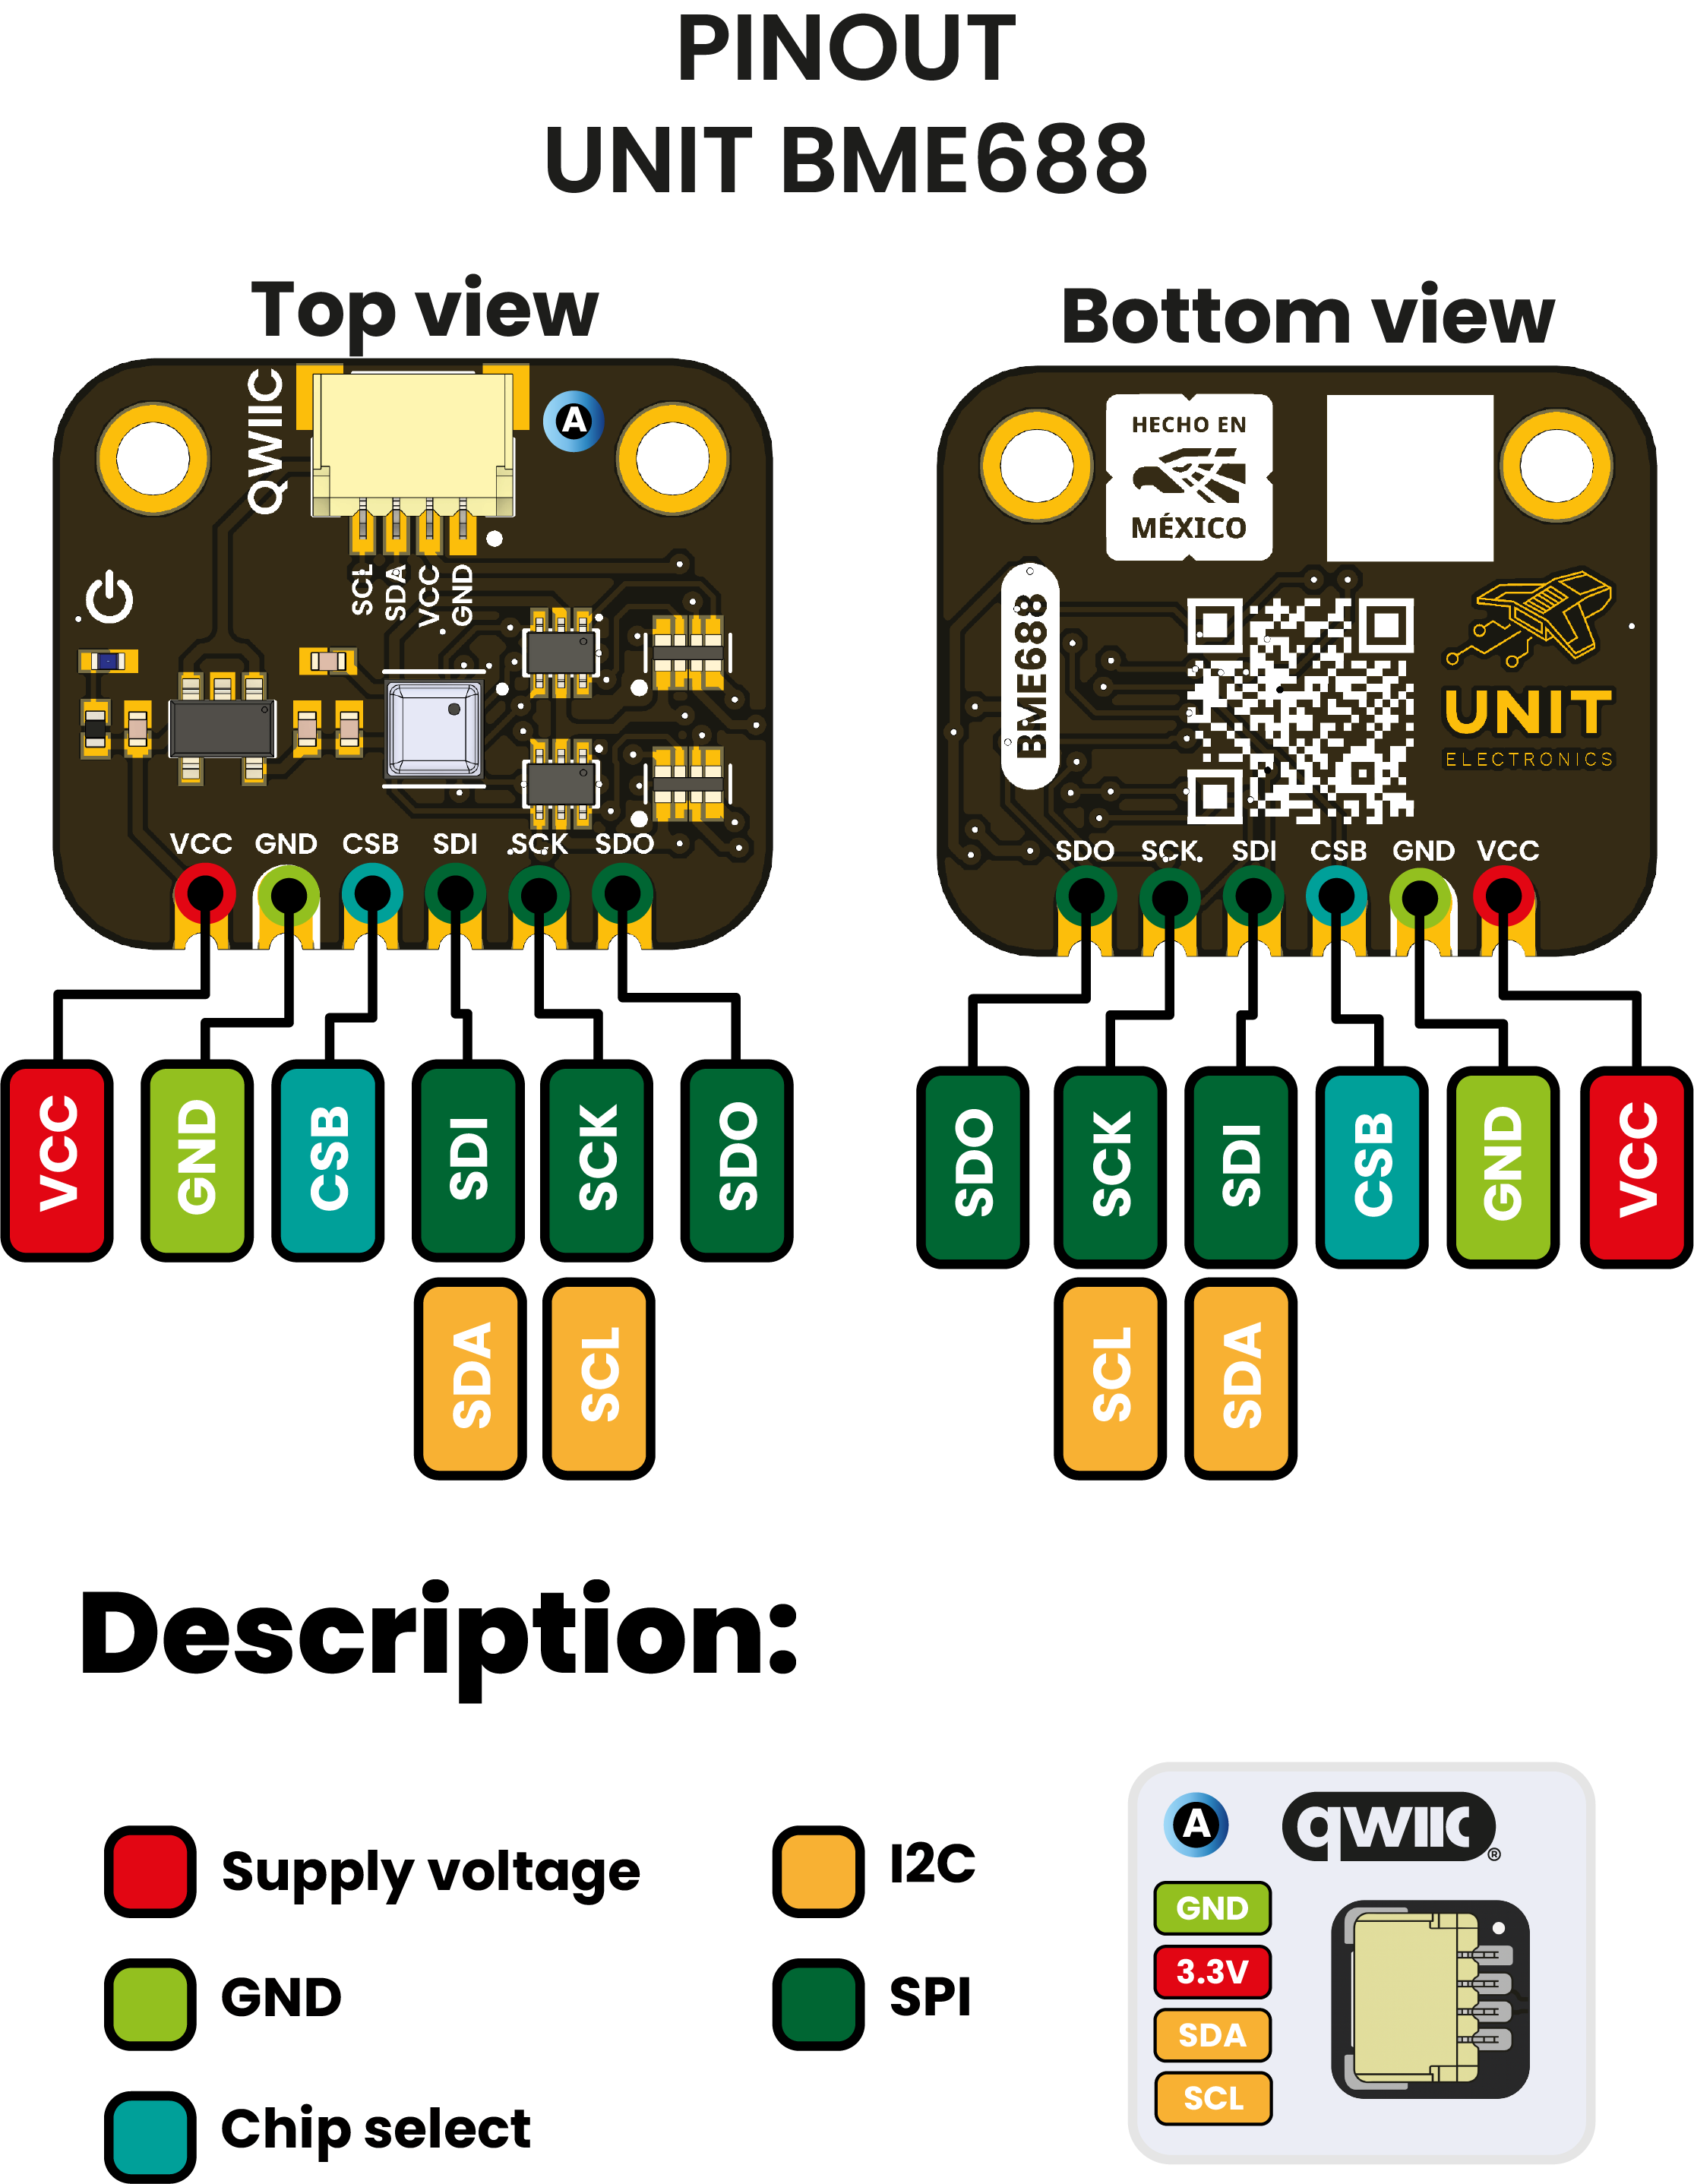 PINOUT
UNIT BME688
Top view
Bottom view
QWIIC
A
SCL
SDA
VCC
GND
VCC GND CSB SDI SCK SDO
VCC
GND
CSB
SDI
SCK
SDO
SDA
SCL
HECHO EN
MÉXICO
BME688
UNIT
ELECTRONICS
SDO SCK SDI CSB GND VCC
SDO
SCK
SDI
CSB
GND
VCC
SCL
SDA
Description:
Supply voltage
GND
Chip select
I2C
SPI
A
qwiic®
GND
3.3V
SDA
SCL